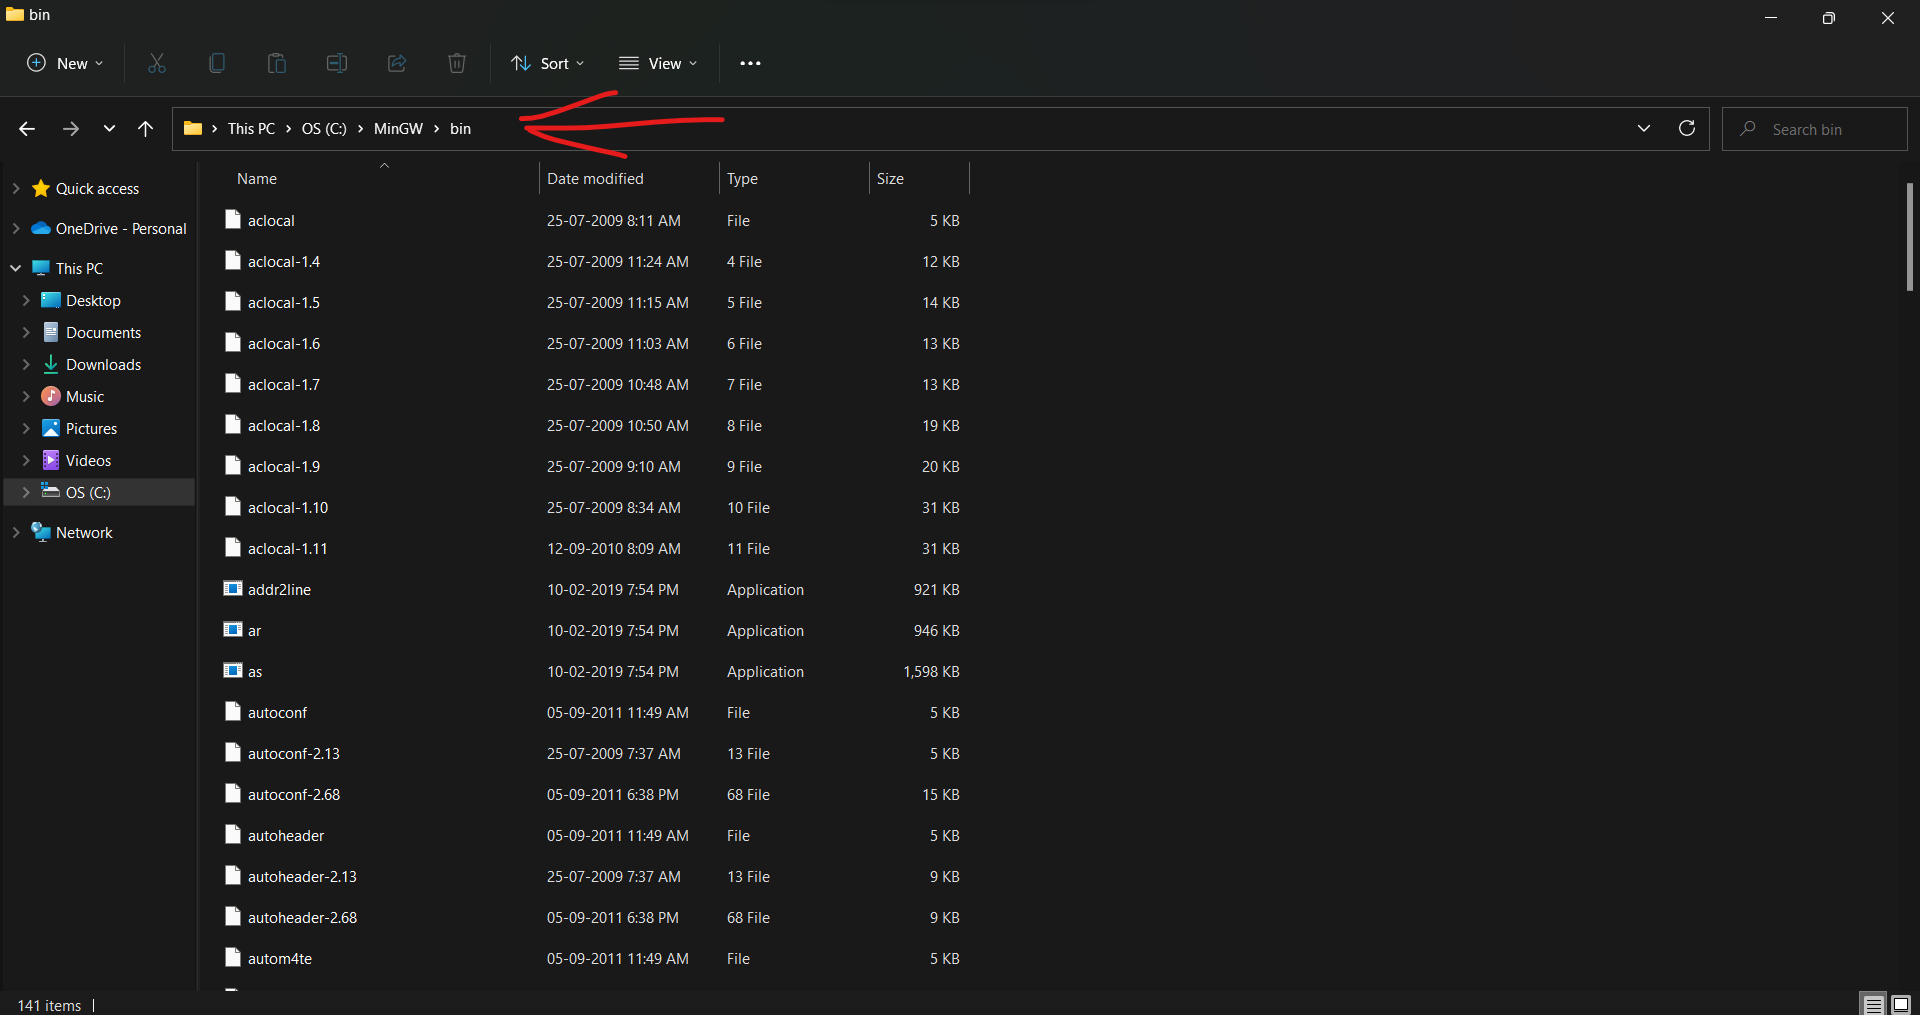 bin
New Sort View
This PC OS (C:) MinGW bin Search bin
Name Date modified Type Size
Quick access
OneDrive - Personal
This PC
Desktop
Documents
Downloads
Music
Pictures
Videos
OS (C:)
Network
aclocal 25-07-2009 8:11 AM File 5 KB
aclocal-1.4 25-07-2009 11:24 AM 4 File 12 KB
aclocal-1.5 25-07-2009 11:15 AM 5 File 14 KB
aclocal-1.6 25-07-2009 11:03 AM 6 File 13 KB
aclocal-1.7 25-07-2009 10:48 AM 7 File 13 KB
aclocal-1.8 25-07-2009 10:50 AM 8 File 19 KB
aclocal-1.9 25-07-2009 9:10 AM 9 File 20 KB
aclocal-1.10 25-07-2009 8:34 AM 10 File 31 KB
aclocal-1.11 12-09-2010 8:09 AM 11 File 31 KB
addr2line 10-02-2019 7:54 PM Application 921 KB
ar 10-02-2019 7:54 PM Application 946 KB
as 10-02-2019 7:54 PM Application 1,598 KB
autoconf 05-09-2011 11:49 AM File 5 KB
autoconf-2.13 25-07-2009 7:37 AM 13 File 5 KB
autoconf-2.68 05-09-2011 6:38 PM 68 File 15 KB
autoheader 05-09-2011 11:49 AM File 5 KB
autoheader-2.13 25-07-2009 7:37 AM 13 File 9 KB
autoheader-2.68 05-09-2011 6:38 PM 68 File 9 KB
autom4te 05-09-2011 11:49 AM File 5 KB
141 items